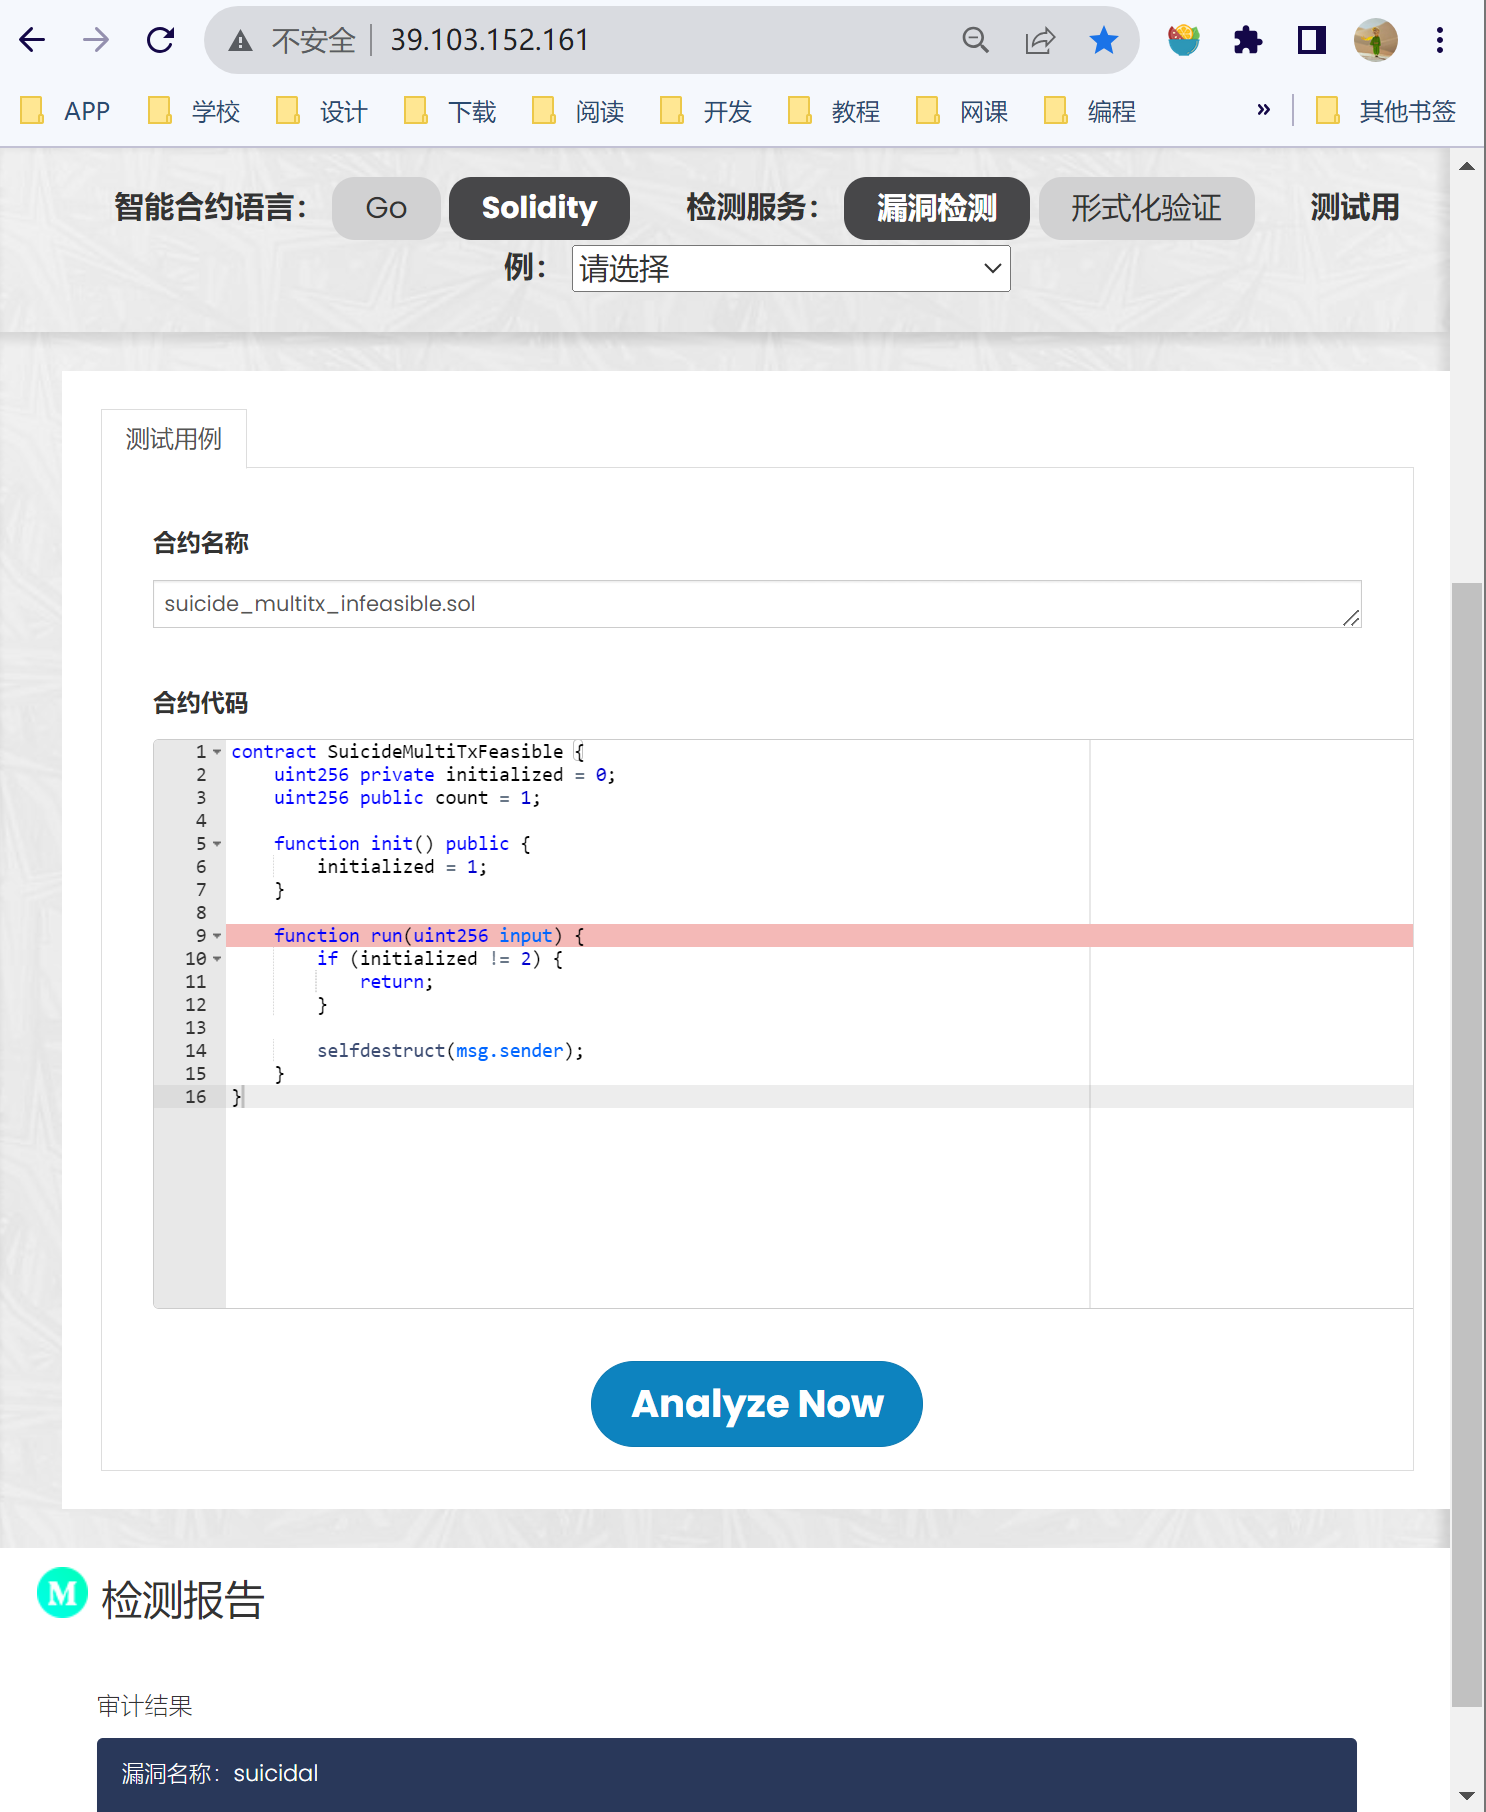 不安全 39.103.152.161
APP 学校 设计 下载 阅读 开发 教程 网课 编程 » 其他书签
智能合约语言： Go Solidity 检测服务： 漏洞检测 形式化验证 测试用
例： 请选择
测试用例
合约名称
suicide_multitx_infeasible.sol
合约代码
1 contract SuicideMultiTxFeasible {
2 uint256 private initialized = 0;
3 uint256 public count = 1;
4
5 function init() public {
6 initialized = 1;
7 }
8
9 function run(uint256 input) {
10 if (initialized != 2) {
11 return;
12 }
13
14 selfdestruct(msg.sender);
15 }
16 }
Analyze Now
M 检测报告
审计结果
漏洞名称：suicidal